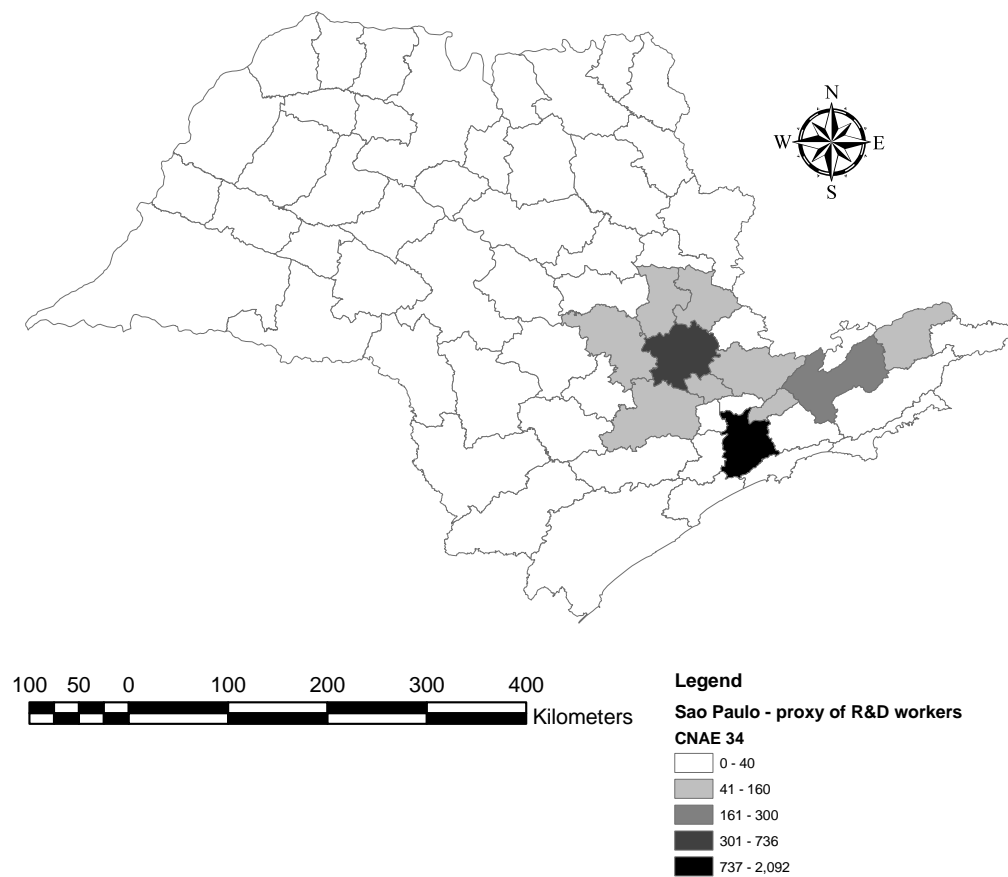 N
W E
S
100 50 0 100 200 300 400
Kilometers
Legend
Sao Paulo - proxy of R&D workers
CNAE 34
0 - 40
41 - 160
161 - 300
301 - 736
737 - 2,092